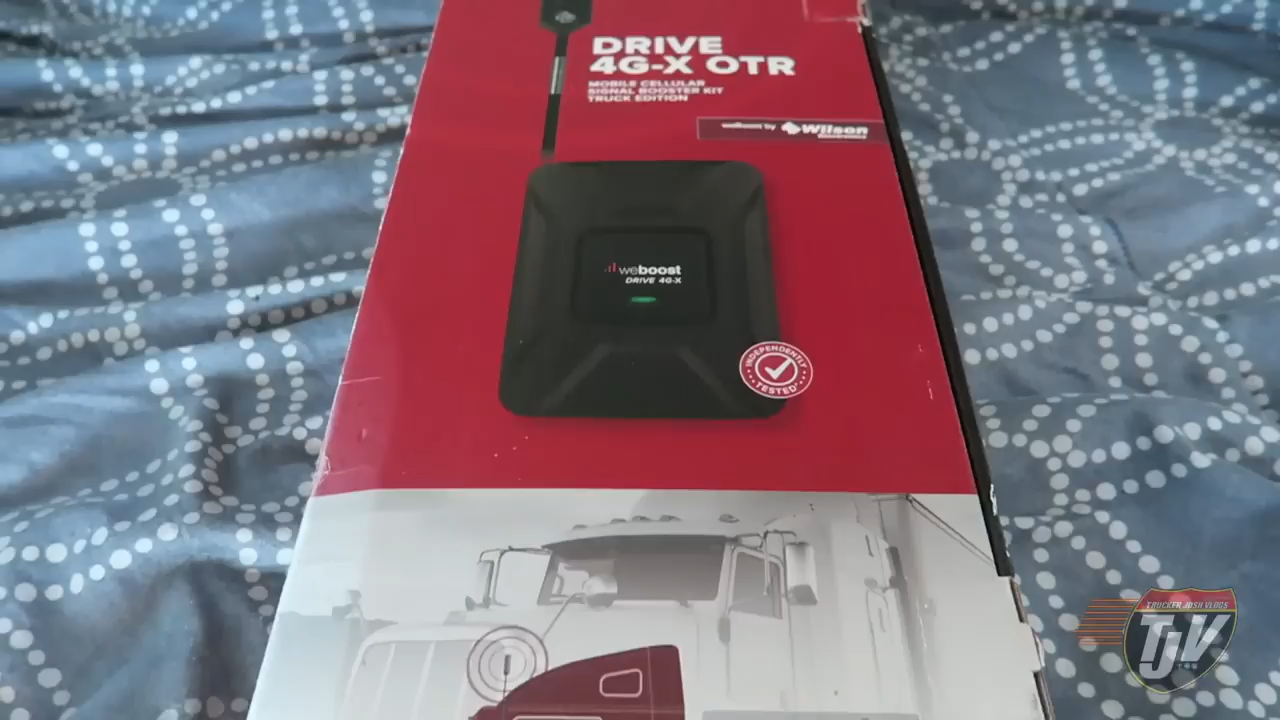 DRIVE
4G-X OTR
MOBILE CELLULAR
SIGNAL BOOSTER KIT
TRUCK EDITION
weBoost by Wilson
Electronics
weboost
DRIVE 4G-X
INDEPENDENTLY
TESTED
TRUCKER JOSH VLOGS
TJV